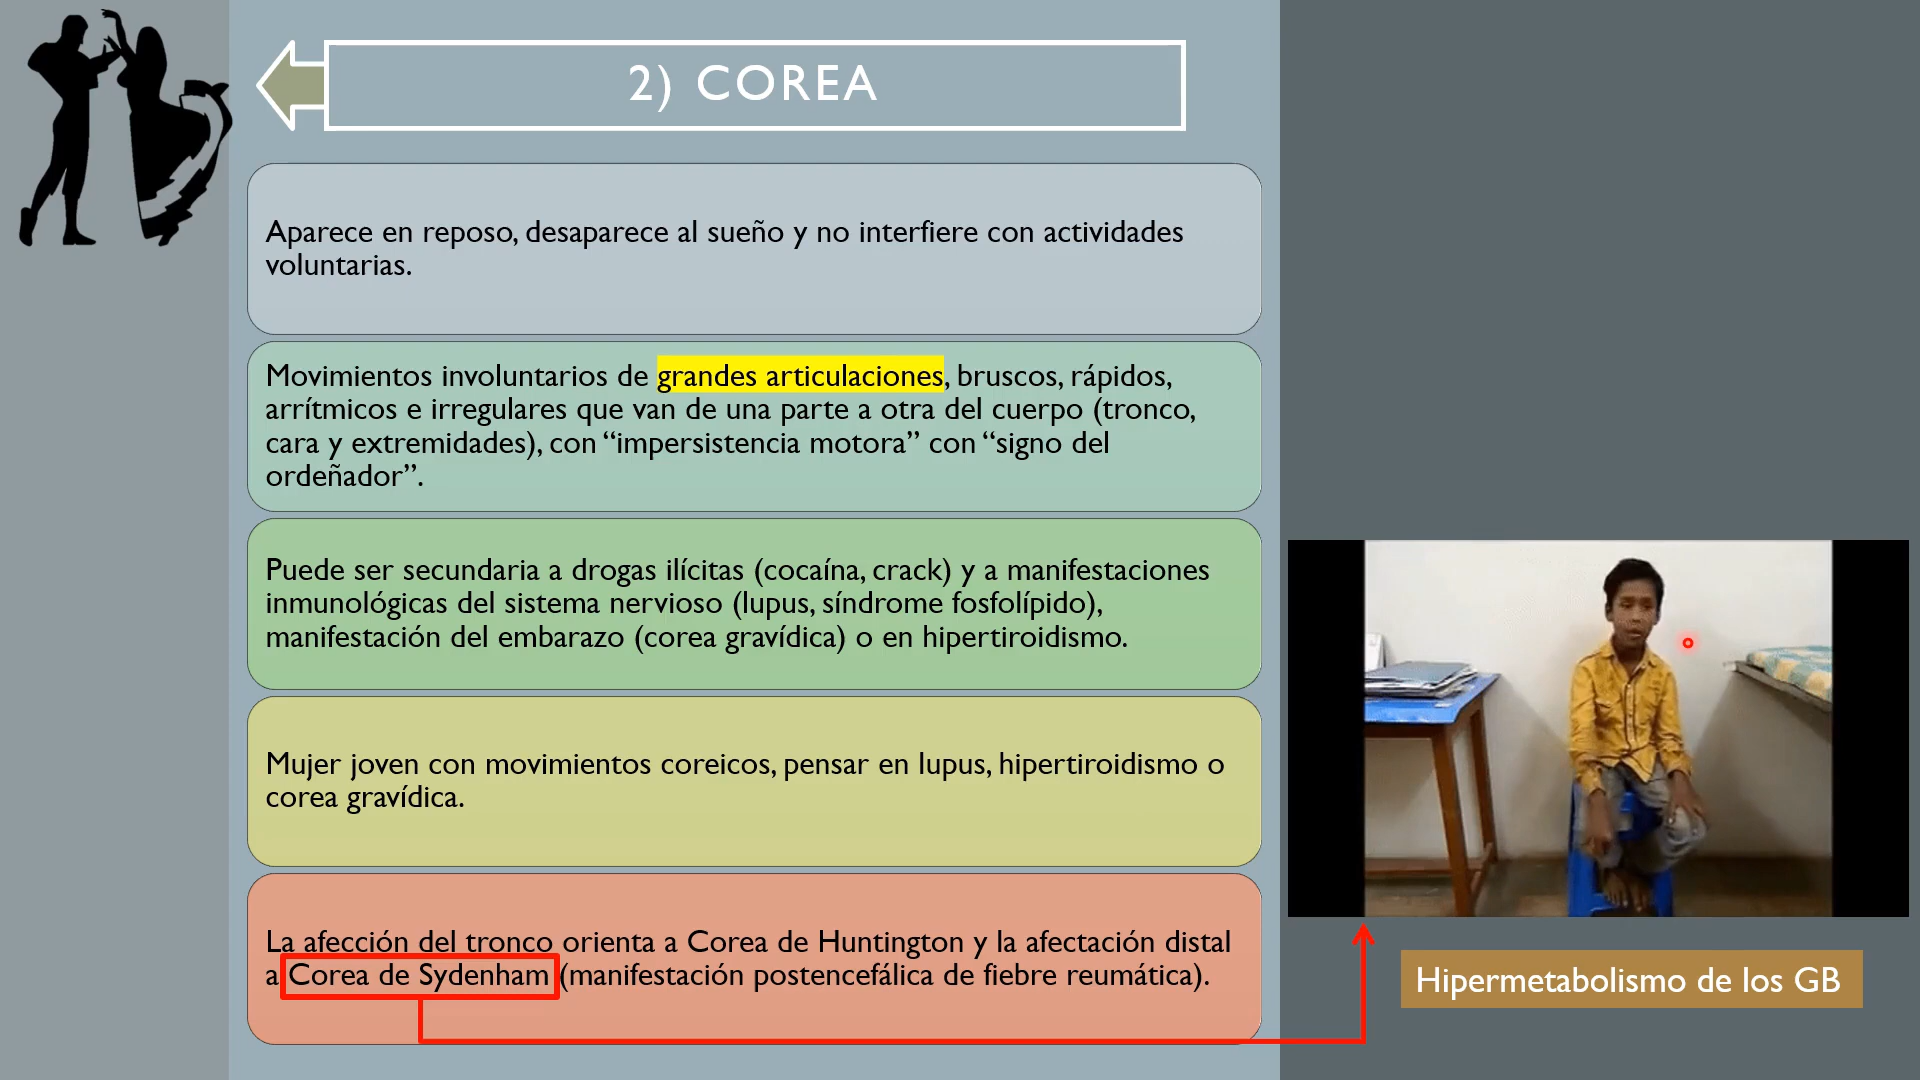 2) COREA
Aparece en reposo, desaparece al sueño y no interfiere con actividades
voluntarias.
Movimientos involuntarios de grandes articulaciones, bruscos, rápidos,
arrítmicos e irregulares que van de una parte a otra del cuerpo (tronco,
cara y extremidades), con “impersistencia motora” con “signo del
ordeñador”.
Puede ser secundaria a drogas ilícitas (cocaína, crack) y a manifestaciones
inmunológicas del sistema nervioso (lupus, síndrome fosfolípido),
manifestación del embarazo (corea gravídica) o en hipertiroidismo.
Mujer joven con movimientos coreicos, pensar en lupus, hipertiroidismo o
corea gravídica.
La afección del tronco orienta a Corea de Huntington y la afectación distal
a Corea de Sydenham (manifestación postencefálica de fiebre reumática).
Hipermetabolismo de los GB